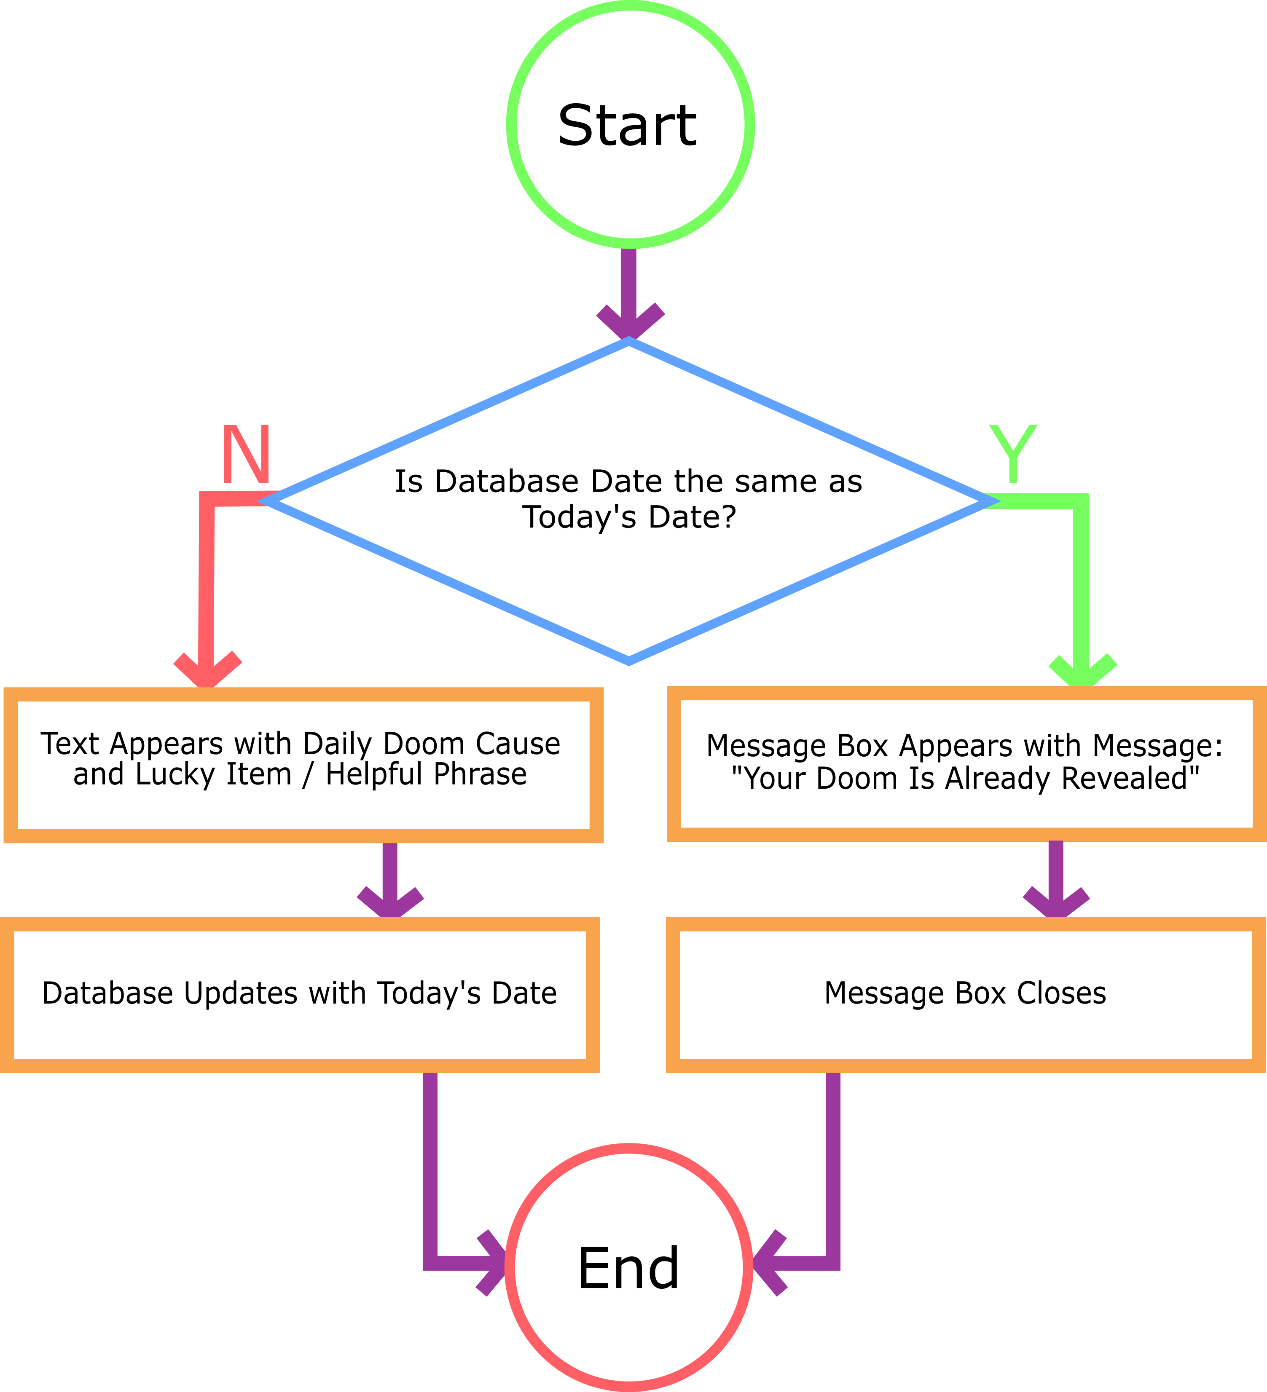 Start
N
Y
Is Database Date the same as
Today's Date?
Text Appears with Daily Doom Cause
and Lucky Item / Helpful Phrase
Message Box Appears with Message:
"Your Doom Is Already Revealed"
Database Updates with Today's Date
Message Box Closes
End